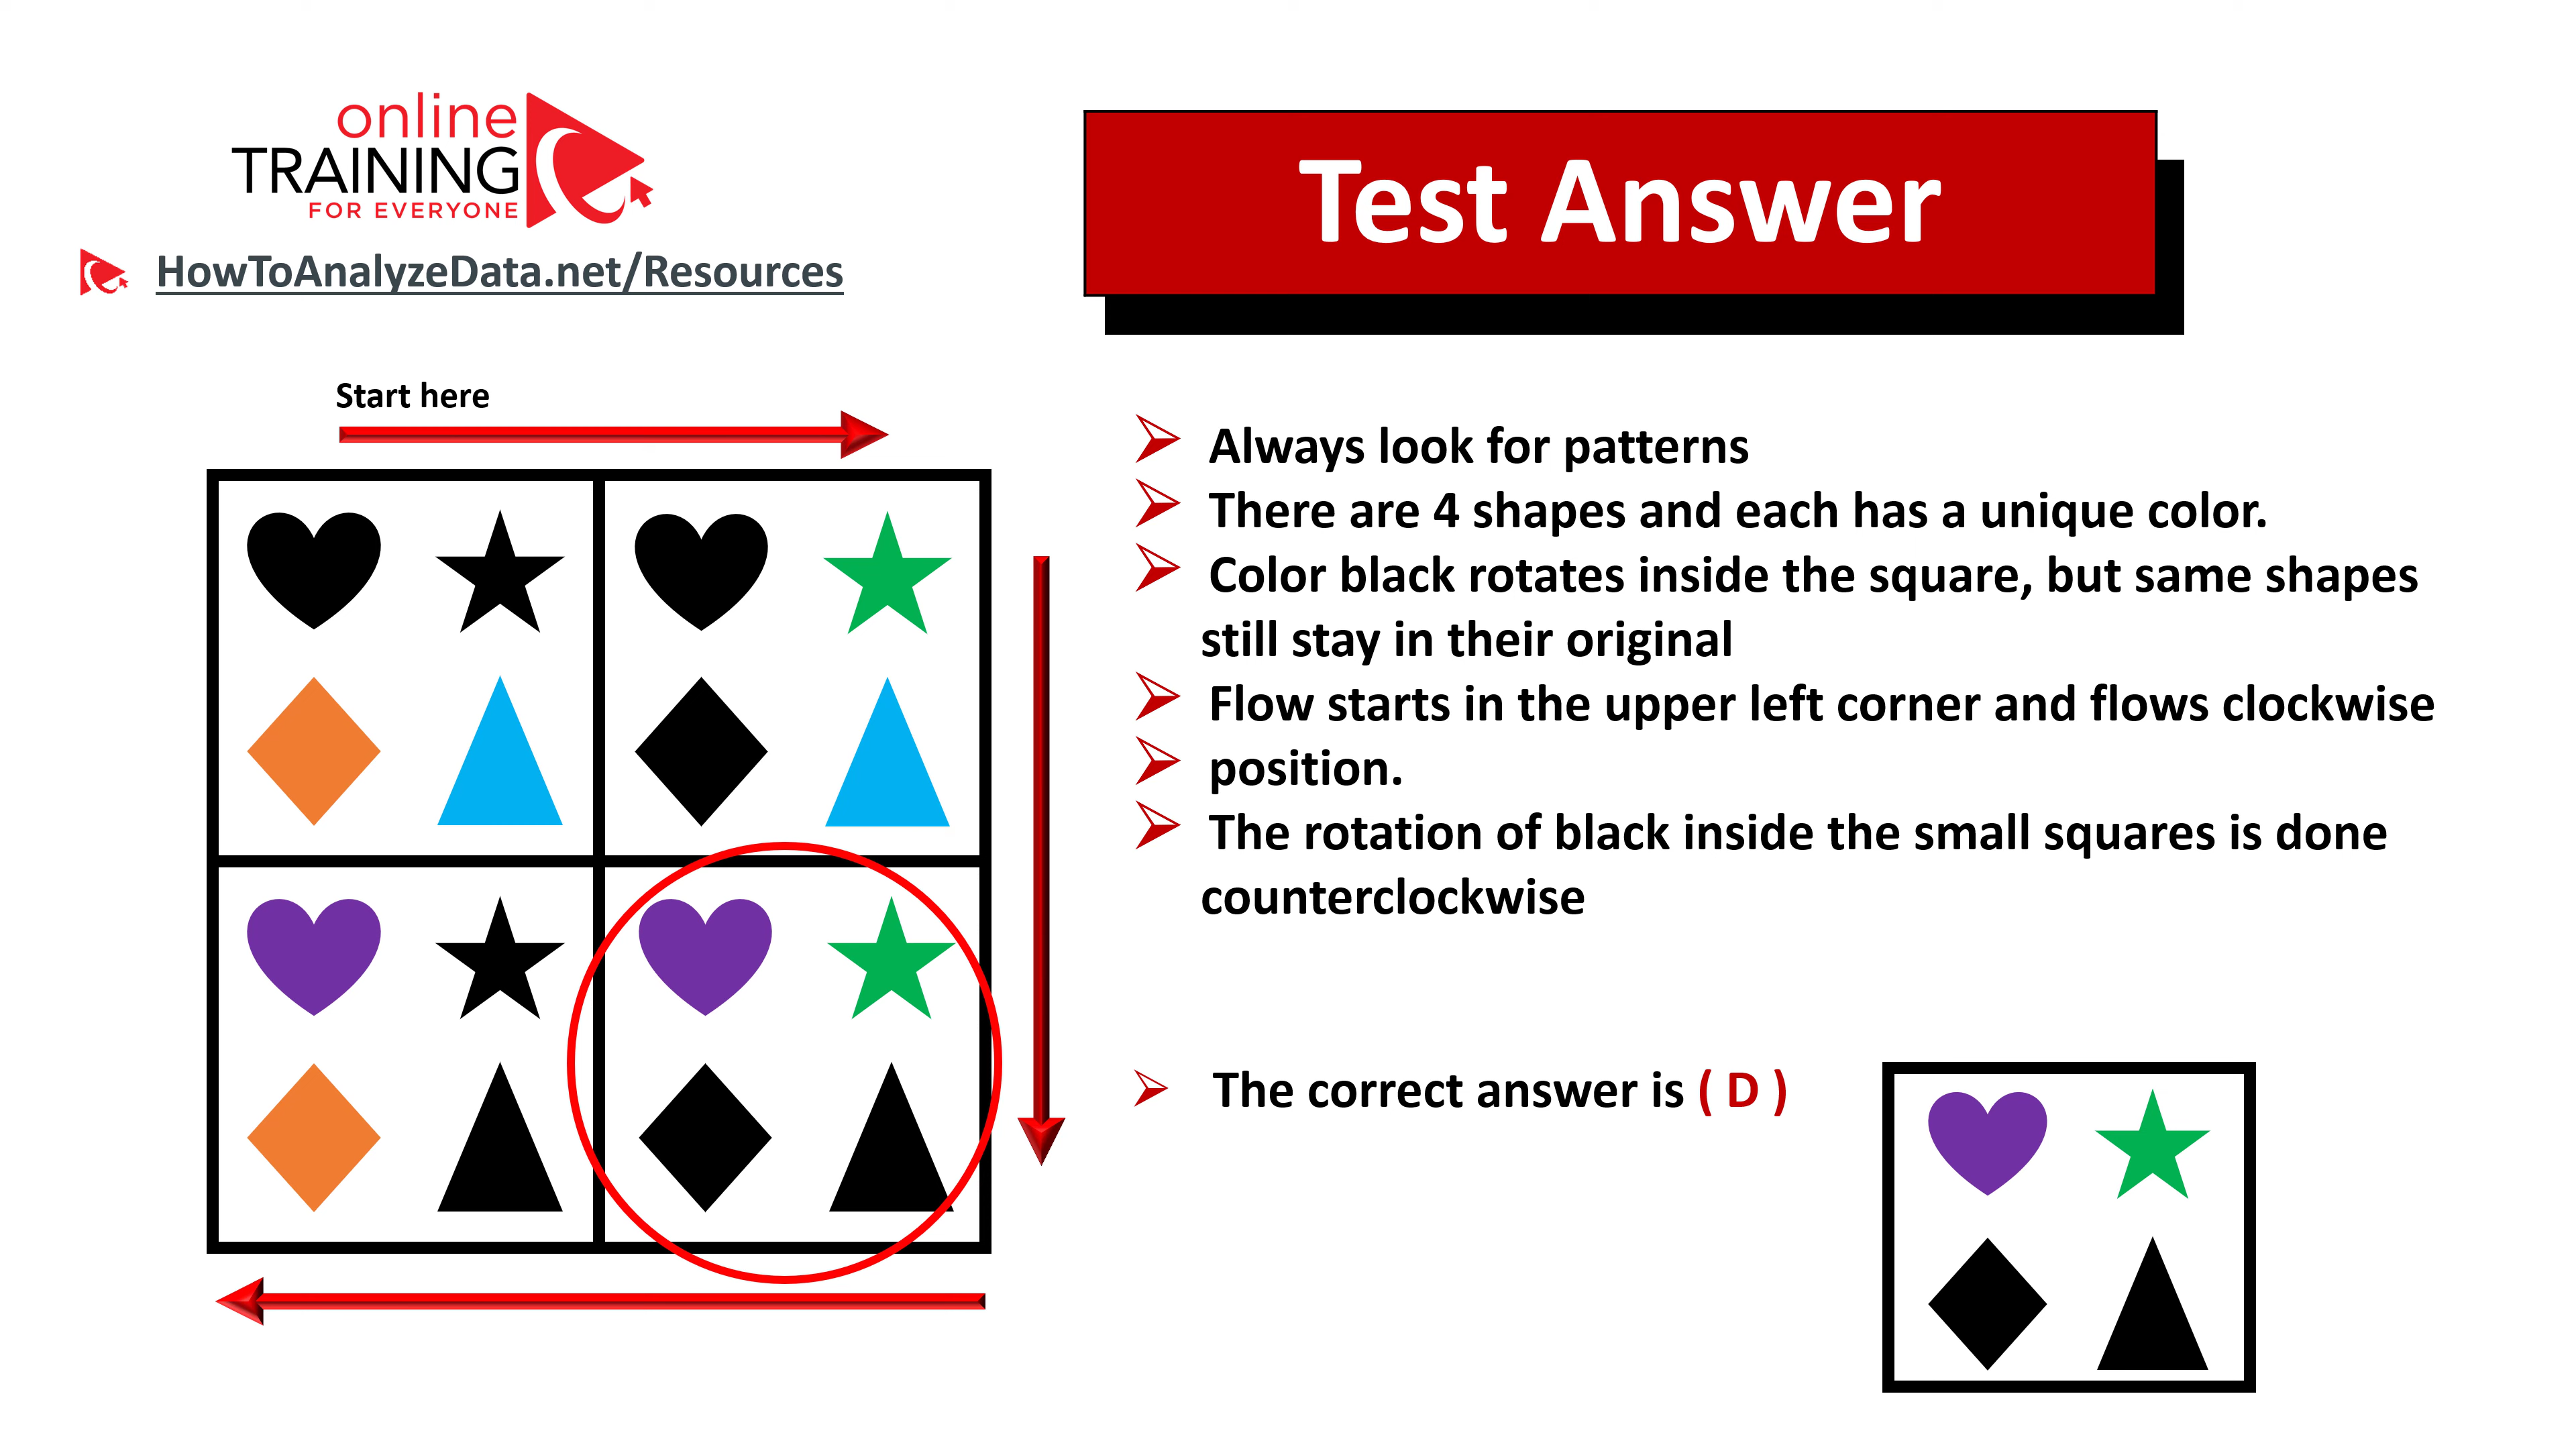 online
TRAINING
FOR EVERYONE
HowToAnalyzeData.net/Resources
Test Answer
Start here
Always look for patterns
There are 4 shapes and each has a unique color.
Color black rotates inside the square, but same shapes
still stay in their original
Flow starts in the upper left corner and flows clockwise
position.
The rotation of black inside the small squares is done
counterclockwise
The correct answer is ( D )